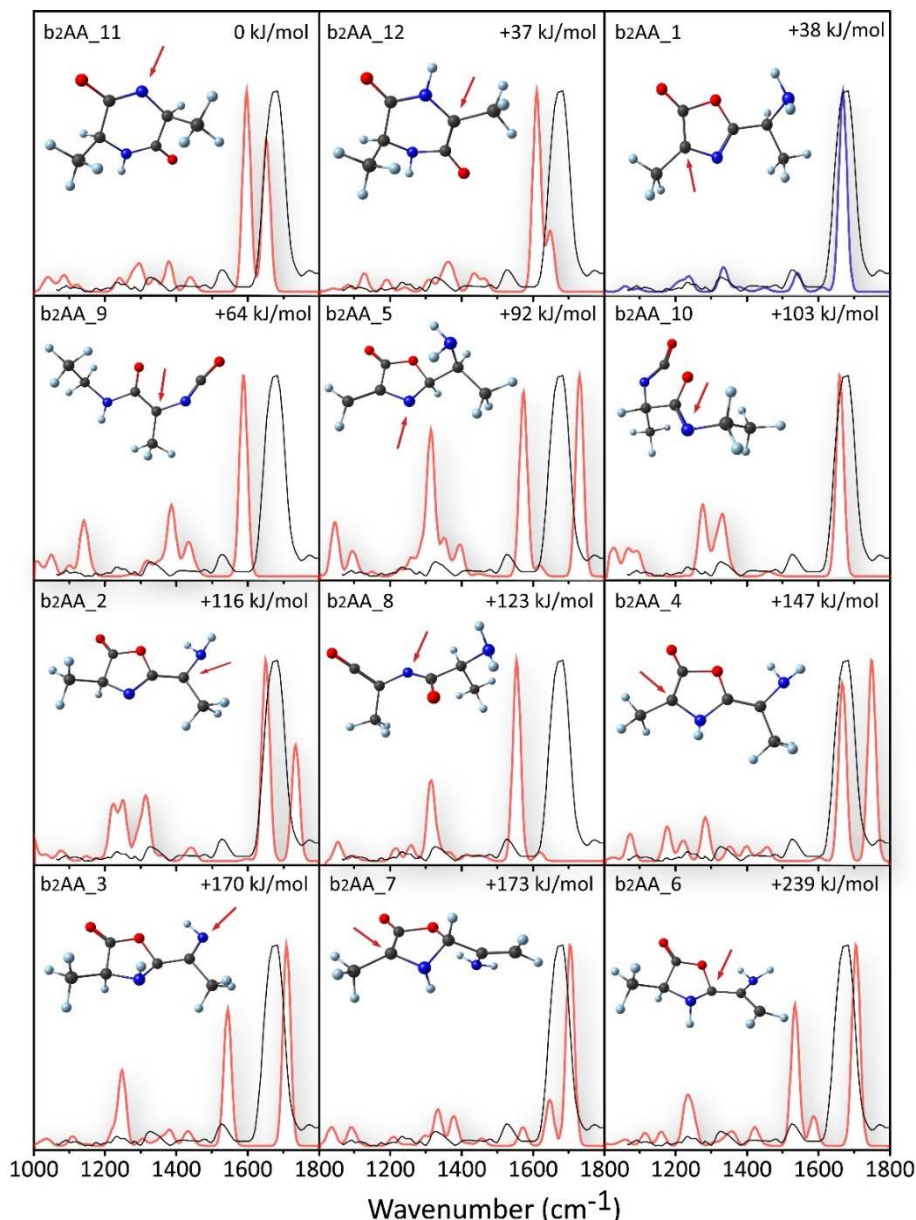 b2AA_11 0 kJ/mol
b2AA_12 +37 kJ/mol
b2AA_1 +38 kJ/mol
b2AA_9 +64 kJ/mol
b2AA_5 +92 kJ/mol
b2AA_10 +103 kJ/mol
b2AA_2 +116 kJ/mol
b2AA_8 +123 kJ/mol
b2AA_4 +147 kJ/mol
b2AA_3 +170 kJ/mol
b2AA_7 +173 kJ/mol
b2AA_6 +239 kJ/mol
1000 1200 1400 1600 1800 1200 1400 1600 1800 1200 1400 1600 1800
Wavenumber (cm-1)